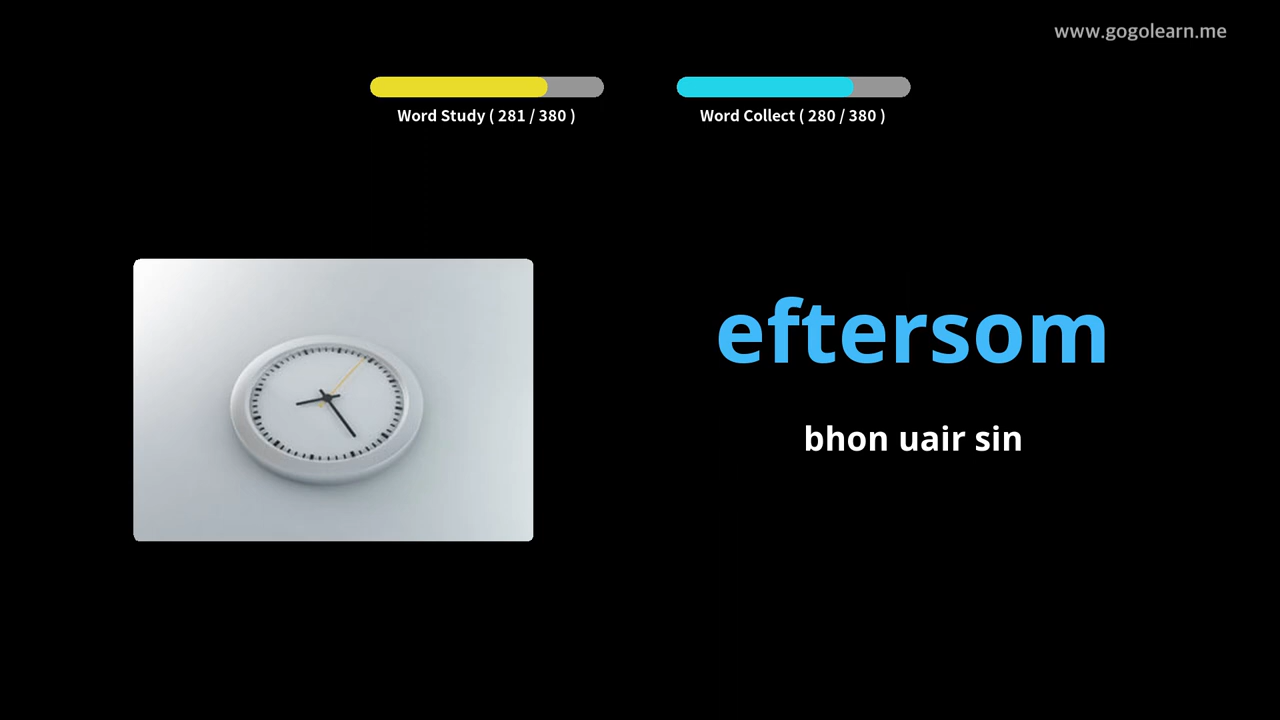 www.gogolearn.me
Word Study ( 281 / 380 )
Word Collect ( 280 / 380 )
eftersom
bhon uair sin